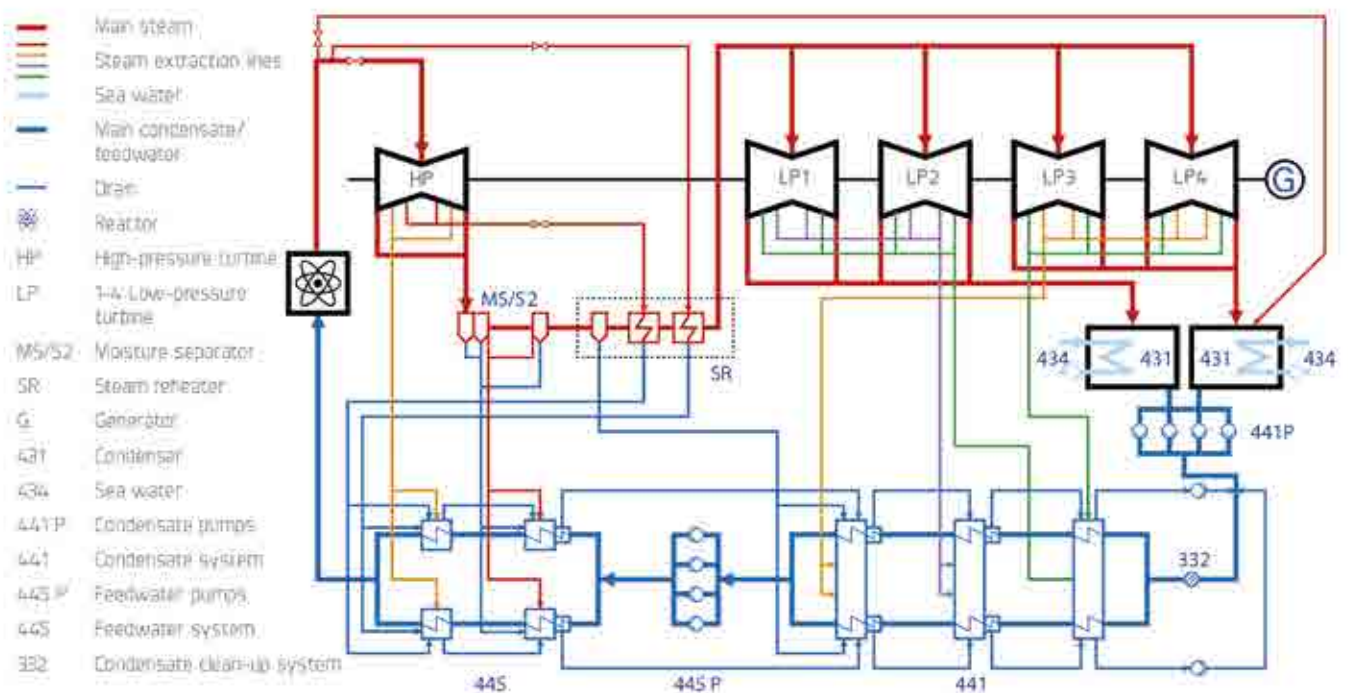 Main steam
Steam extraction lines
Sea water
Main condensate/
feedwater
Drain
Reactor
HP High-pressure turbine
LP 1-4 Low-pressure
turbine
MS/S2 Moisture separator
SR Steam reheater
G Generator
431 Condenser
434 Sea water
441 P Condensate pumps
441 Condensate system
445 P Feedwater pumps
445 Feedwater system
332 Condensate clean-up system
HP
LP1
LP2
LP3
LP4
G
MS/S2
SR
434
431
431
434
441P
332
445
445 P
441